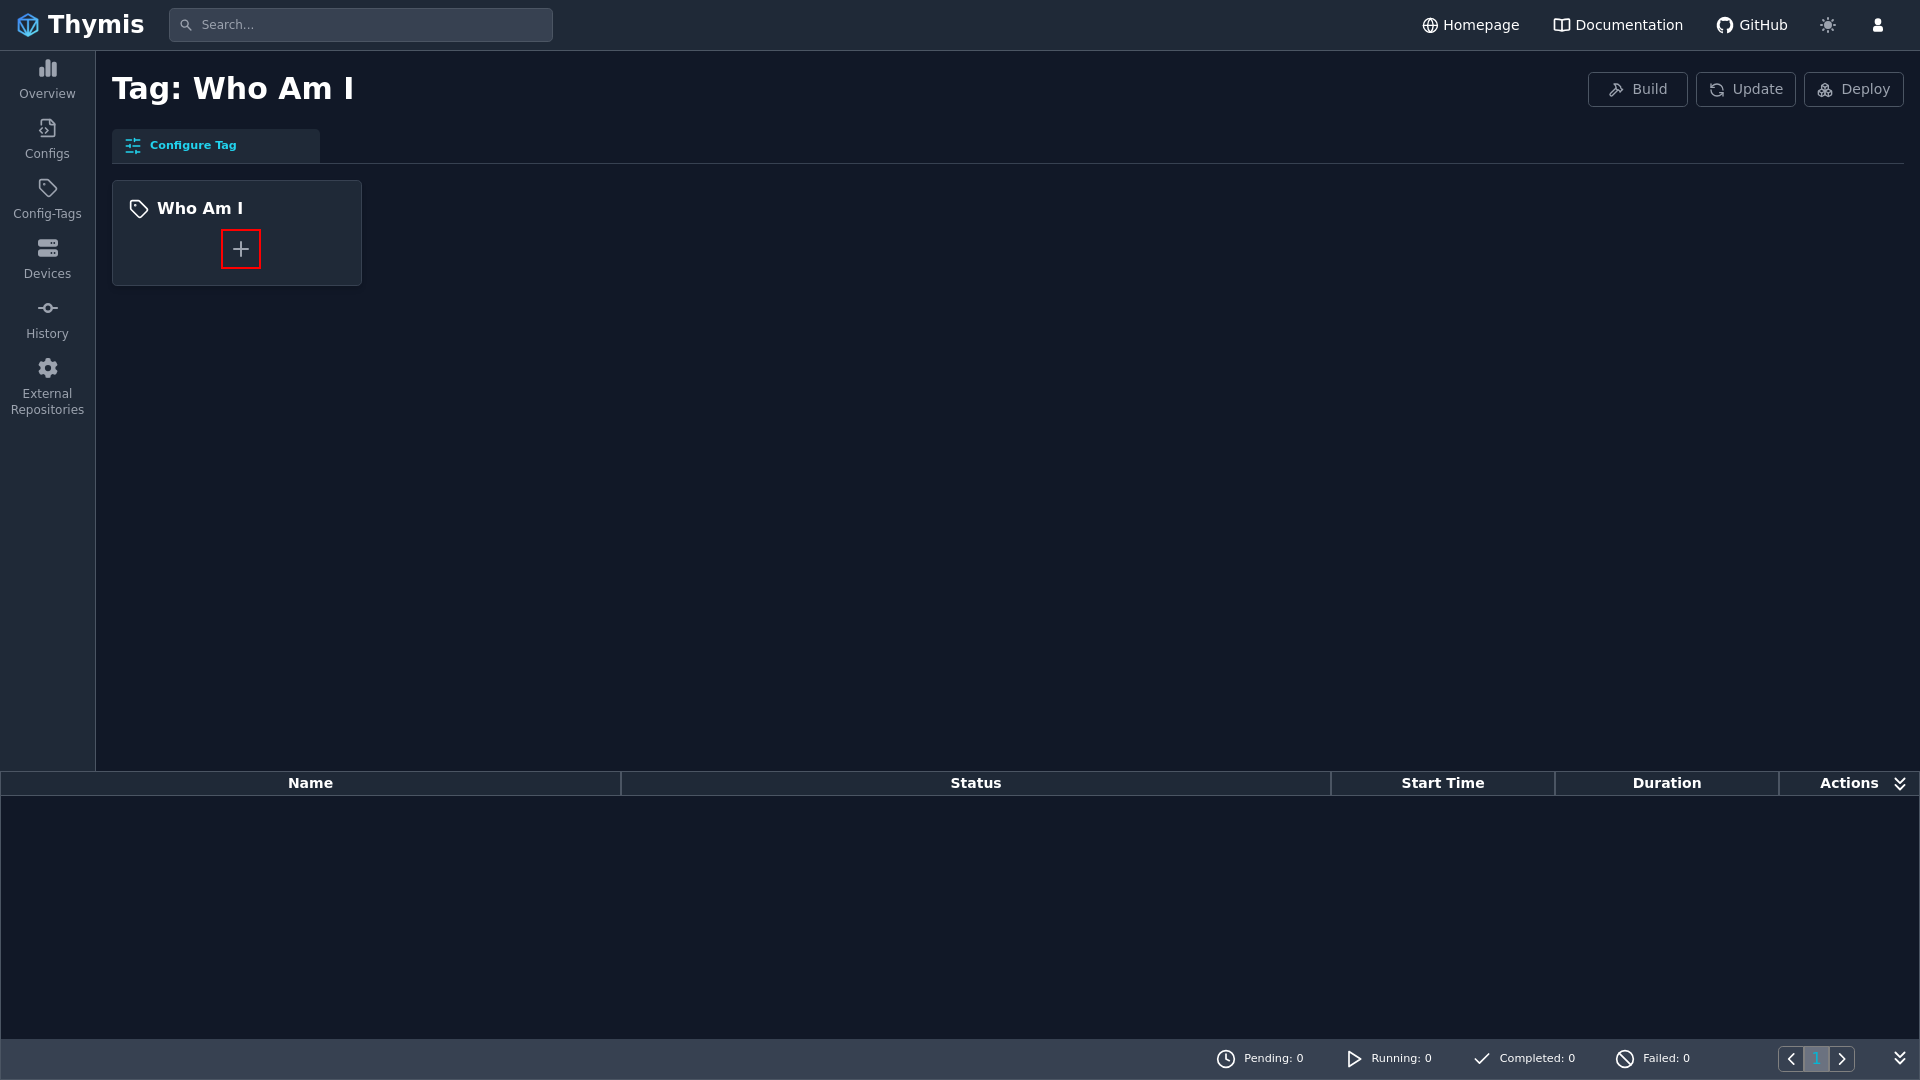 Thymis
Search...
Homepage
Documentation
GitHub
Overview
Configs
Config-Tags
Devices
History
External
Repositories
Tag: Who Am I
Build
Update
Deploy
Configure Tag
Who Am I
Name
Status
Start Time
Duration
Actions
Pending: 0
Running: 0
Completed: 0
Failed: 0
1